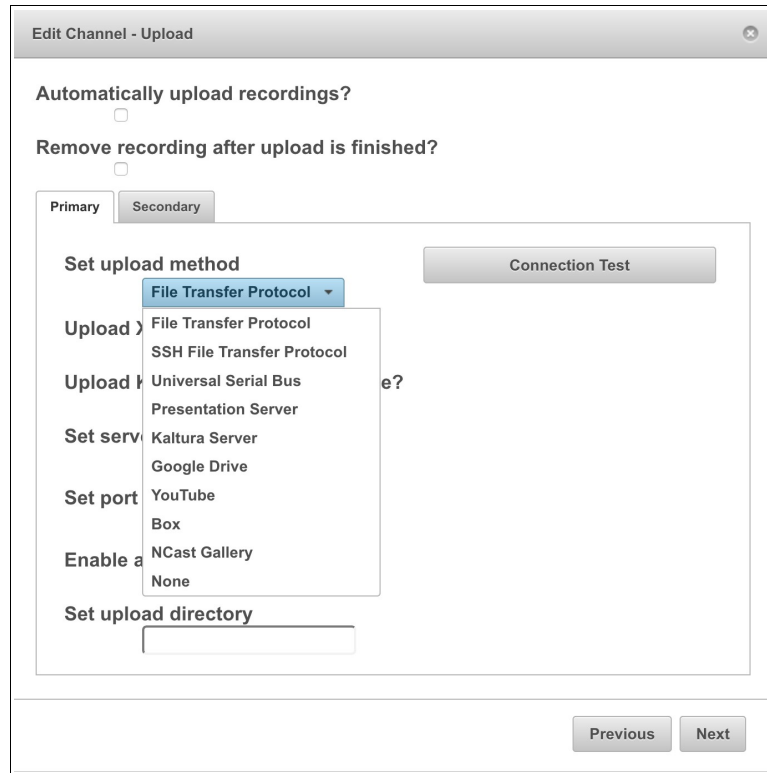 Edit Channel - Upload
Automatically upload recordings?
Remove recording after upload is finished?
Primary Secondary
Set upload method Connection Test
File Transfer Protocol
File Transfer Protocol
Upload
SSH File Transfer Protocol
Universal Serial Bus
Upload e?
Presentation Server
Set serv
Kaltura Server
Google Drive
YouTube
Set port
Box
NCast Gallery
Enable a
None
Set upload directory
Previous Next